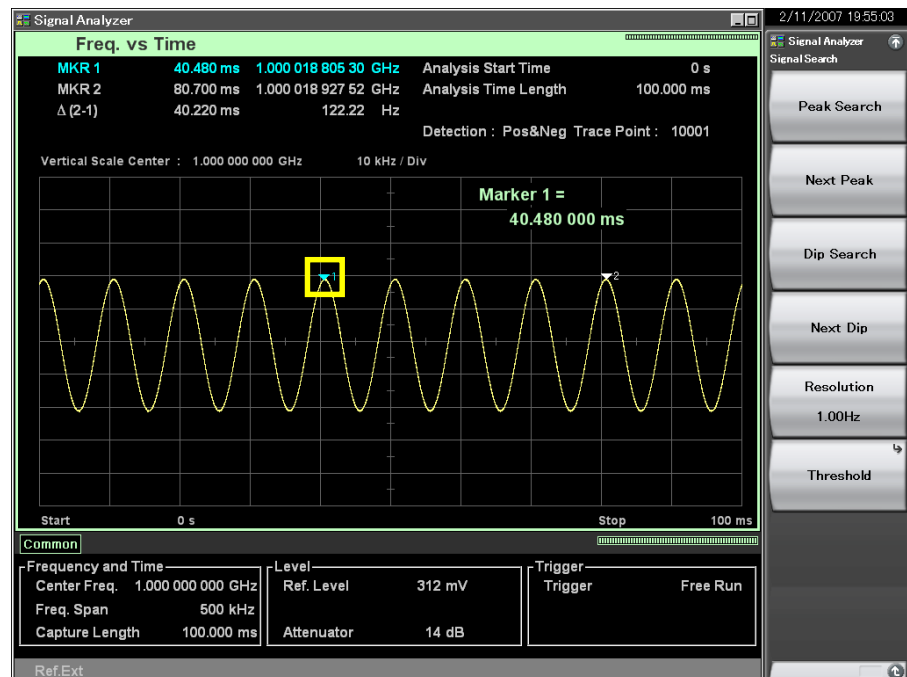 Signal Analyzer
2/11/2007 19:55:03
Freq. vs Time
MKR 1 40.480 ms 1.000 018 805 30 GHz Analysis Start Time 0 s
MKR 2 80.700 ms 1.000 018 927 52 GHz Analysis Time Length 100.000 ms
Δ (2-1) 40.220 ms 122.22 Hz
Detection : Pos&Neg Trace Point : 10001
Vertical Scale Center : 1.000 000 000 GHz 10 kHz / Div
Marker 1 =
40.480 000 ms
1
2
Start 0 s Stop 100 ms
Common
Frequency and Time
Center Freq. 1.000 000 000 GHz
Freq. Span 500 kHz
Capture Length 100.000 ms
Level
Ref. Level 312 mV
Attenuator 14 dB
Trigger
Trigger Free Run
Ref.Ext
Signal Analyzer
Signal Search
Peak Search
Next Peak
Dip Search
Next Dip
Resolution
1.00Hz
Threshold